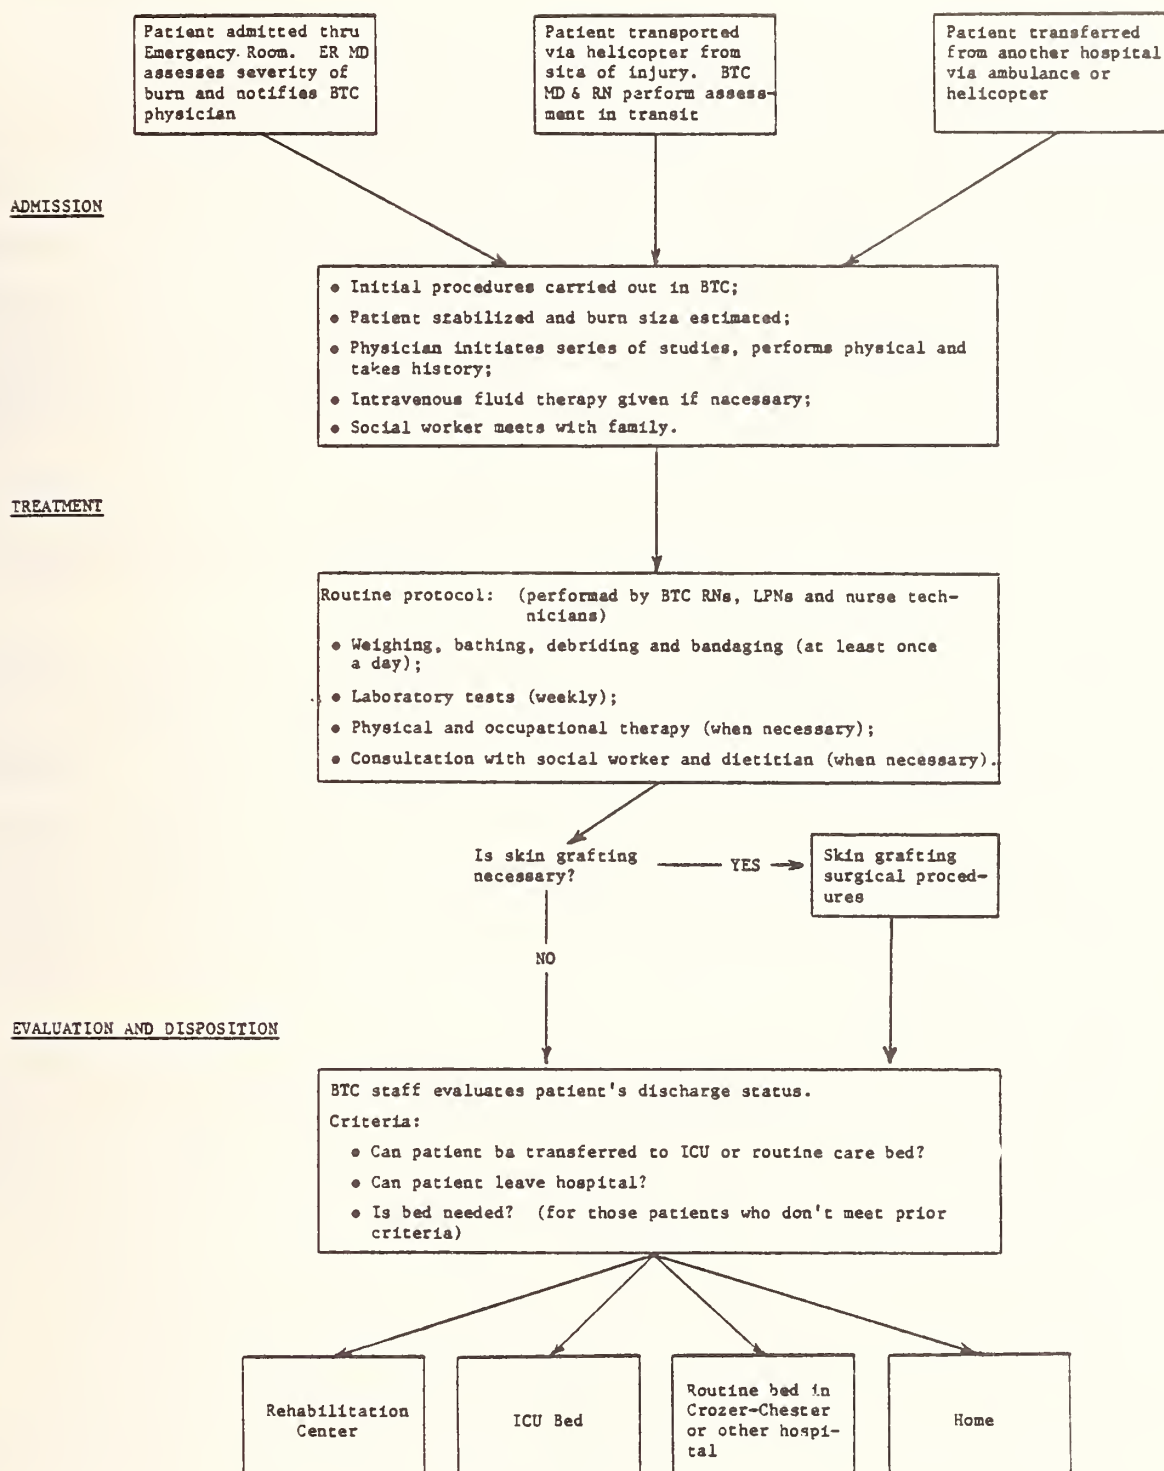 Patient admitted thru
Emergency Room. ER MD
assesses severity of
burn and notifies BTC
physician
Patient transported
via helicopter from
site of injury. BTC
MD & RN perform assess-
ment in transit
Patient transferred
from another hospital
via ambulance or
helicopter
ADMISSION
• Initial procedures carried out in BTC;
• Patient stabilized and burn size estimated;
• Physician initiates series of studies, performs physical and
takes history;
• Intravenous fluid therapy given if necessary;
• Social worker meets with family.
TREATMENT
Routine protocol: (performed by BTC RNs, LPNs and nurse tech-
nicians)
• Weighing, bathing, debriding and bandaging (at least once
a day);
• Laboratory tests (weekly);
• Physical and occupational therapy (when necessary);
• Consultation with social worker and dietitian (when necessary).
Is skin grafting
necessary?
YES
Skin grafting
surgical proced-
ures
NO
EVALUATION AND DISPOSITION
BTC staff evaluates patient's discharge status.
Criteria:
• Can patient be transferred to ICU or routine care bed?
• Can patient leave hospital?
• Is bed needed? (for those patients who don't meet prior
criteria)
Rehabilitation
Center
ICU Bed
Routine bed in
Crozer-Chester
or other hospi-
tal
Home